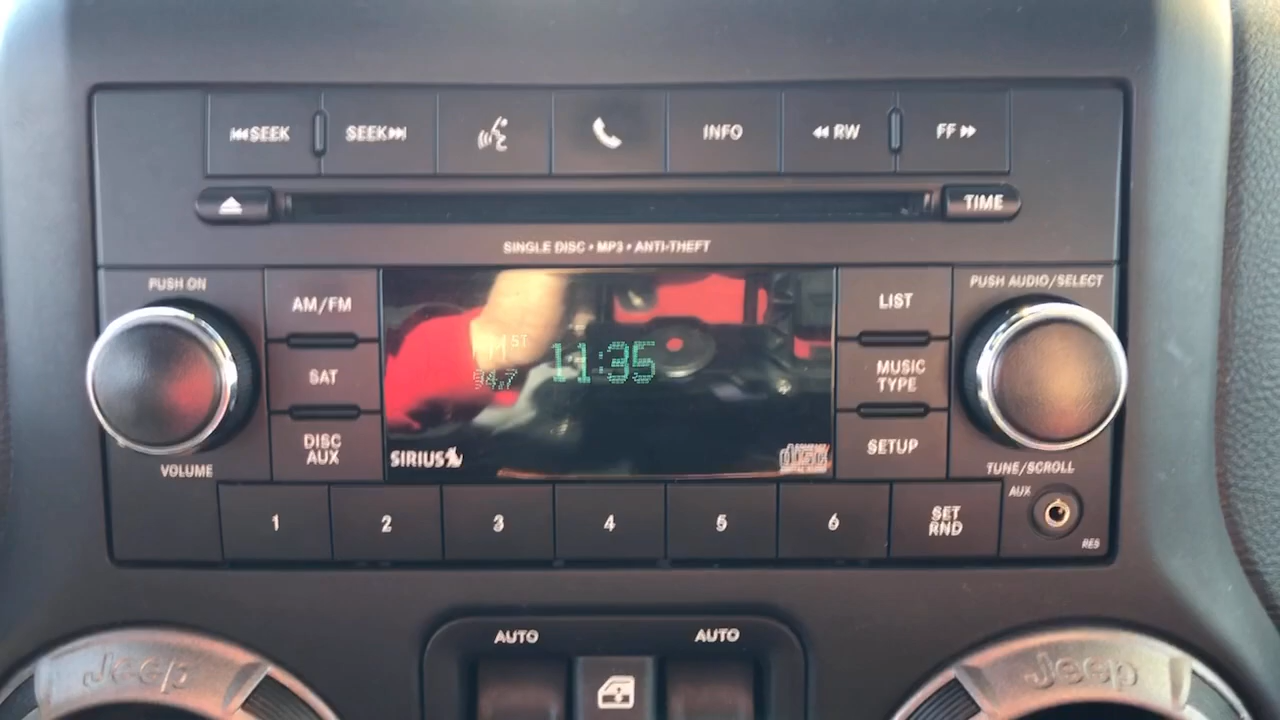 SEEK SEEK INFO RW FF
TIME
SINGLE DISC • MP3 • ANTI-THEFT
PUSH ON
AM/FM
SAT
DISC
AUX
VOLUME
ST
94.7
11:35
SIRIUS
disc
LIST
MUSIC
TYPE
SETUP
PUSH AUDIO/SELECT
TUNE/SCROLL
1 2 3 4 5 6
SET
RND
AUX
RES
AUTO AUTO
Jeep Jeep